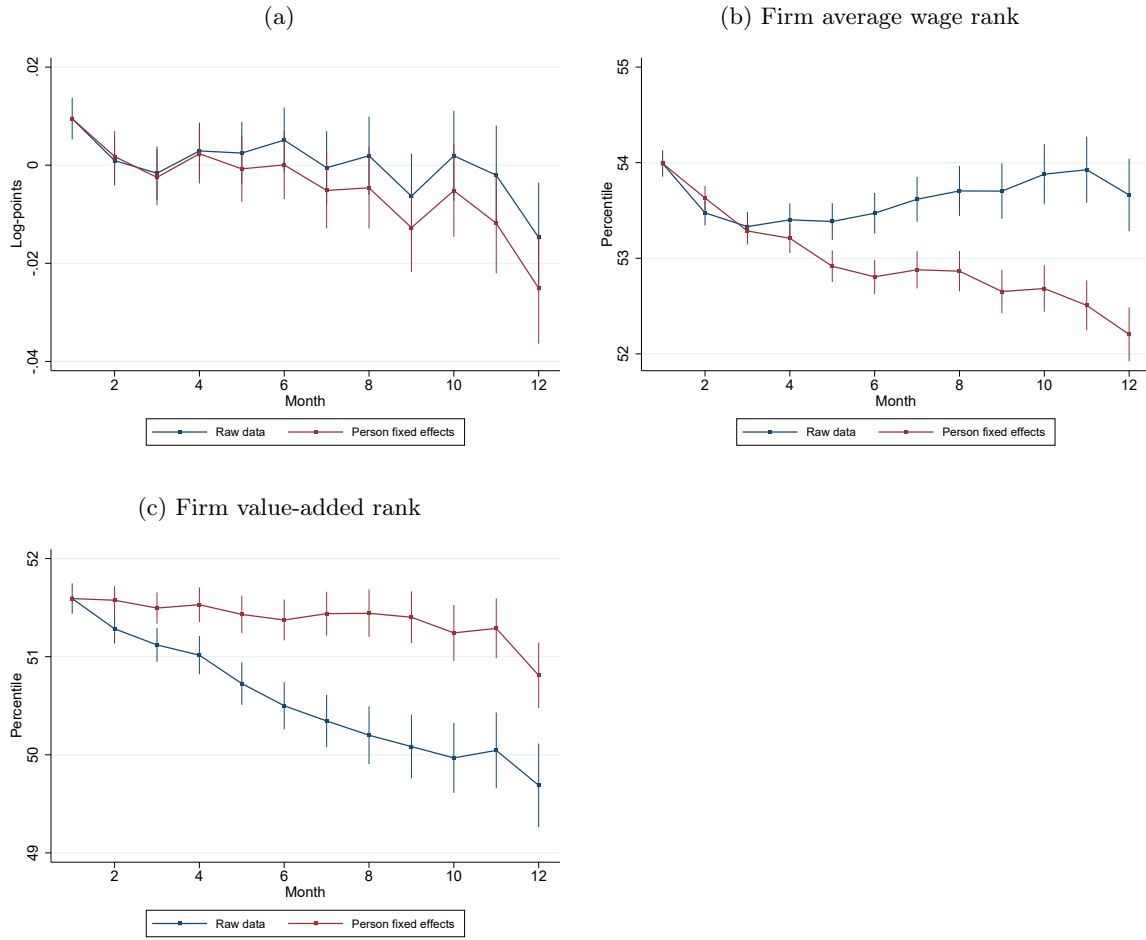 (a)
.02
0
-.02
-.04
Log-points
2 4 6 8 10 12
Month
Raw data Person fixed effects
(b) Firm average wage rank
55
54
53
52
Percentile
2 4 6 8 10 12
Month
Raw data Person fixed effects
(c) Firm value-added rank
52
51
50
49
Percentile
2 4 6 8 10 12
Month
Raw data Person fixed effects